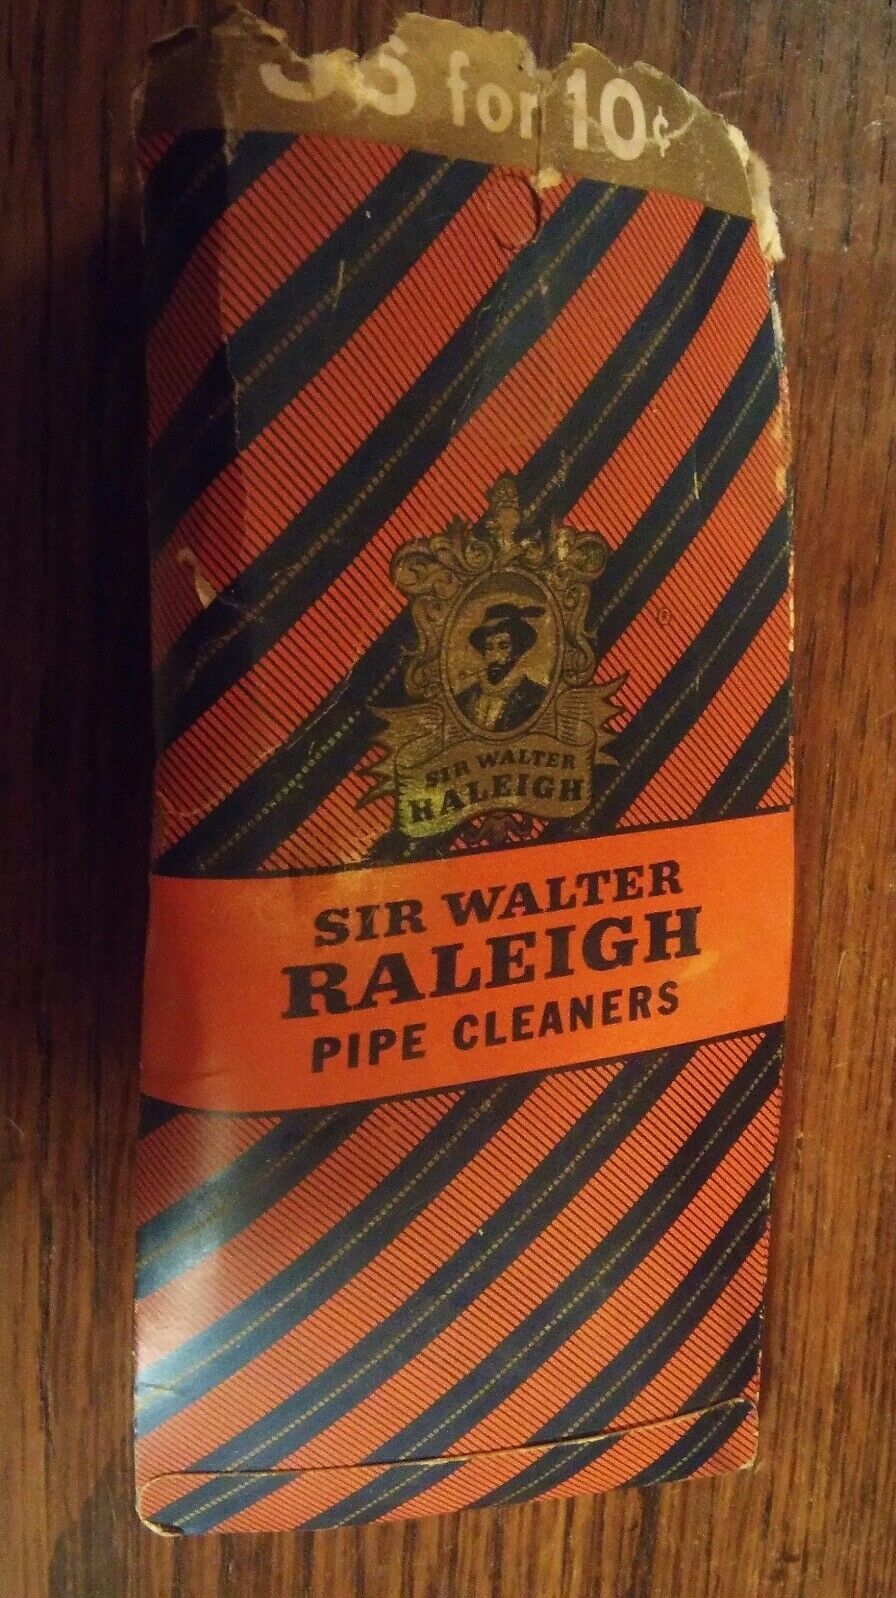 for 10¢
SIR WALTER
RALEIGH
SIR WALTER
RALEIGH
PIPE CLEANERS